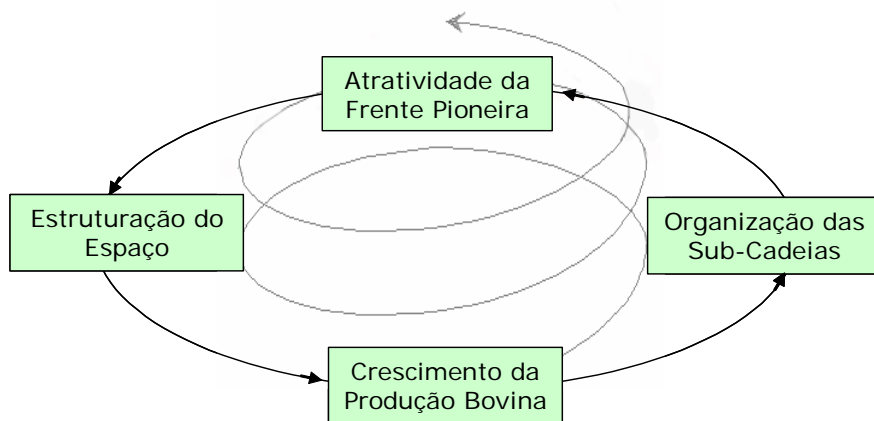 Atratividade da
Frente Pioneira
Estruturação do
Espaço
Organização das
Sub-Cadeias
Crescimento da
Produção Bovina